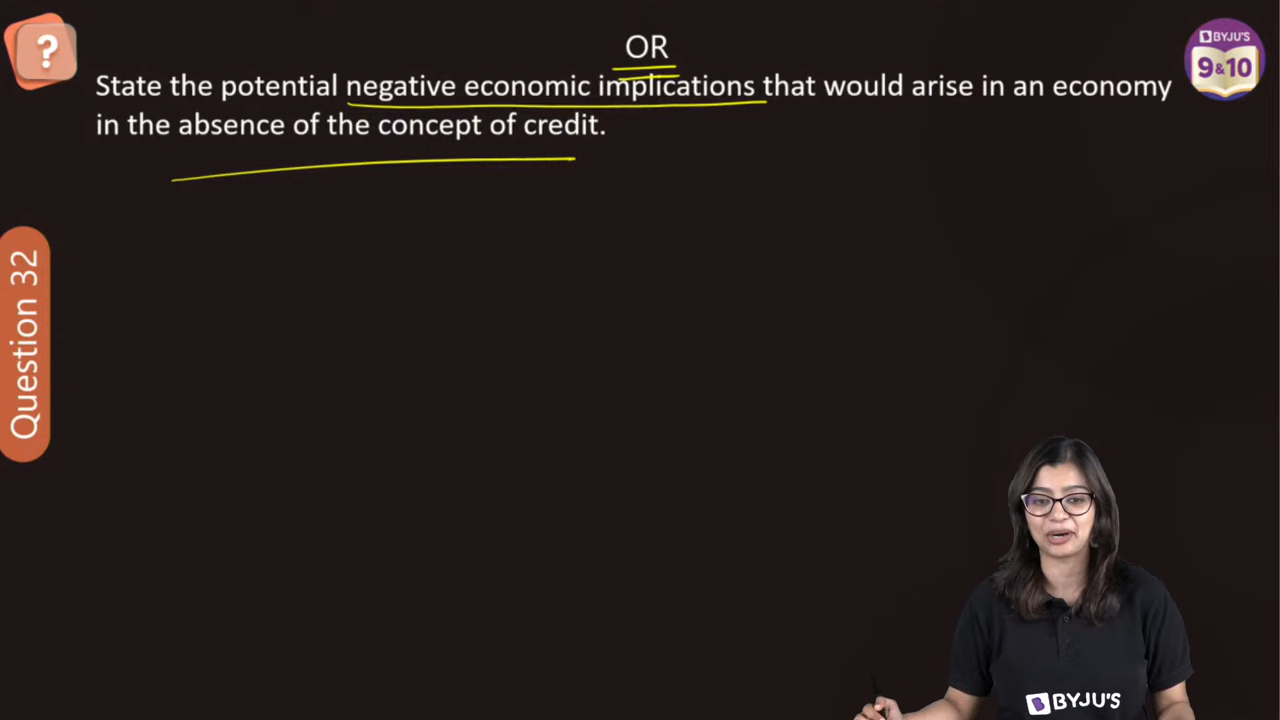 ?
OR
BYJU'S
9&10
State the potential negative economic implications that would arise in an economy
in the absence of the concept of credit.
Question 32
BYJU'S